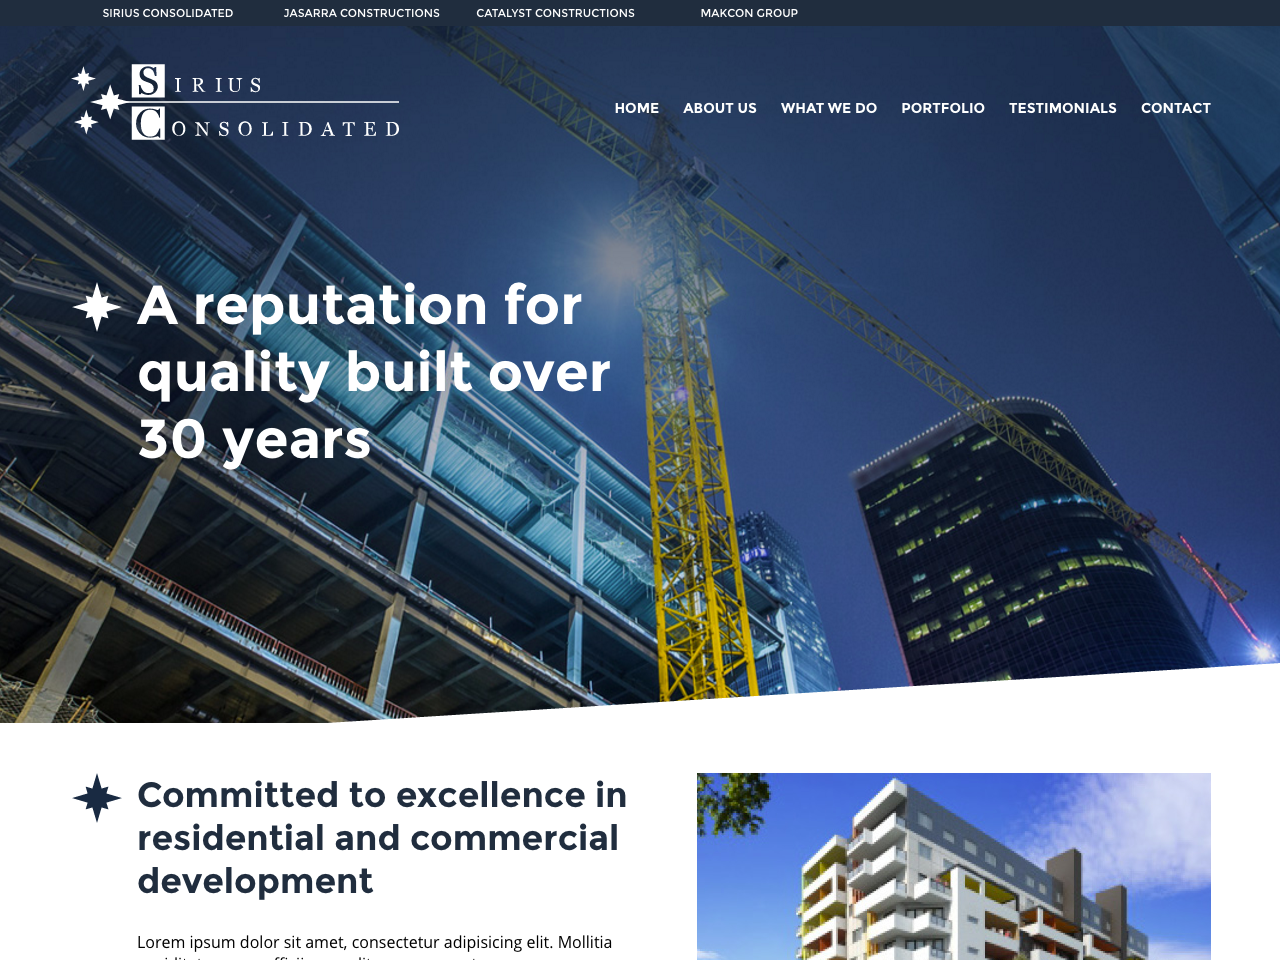 SIRIUS CONSOLIDATED JASARRA CONSTRUCTIONS CATALYST CONSTRUCTIONS MAKCON GROUP
SIRIUS
CONSOLIDATED
HOME ABOUT US WHAT WE DO PORTFOLIO TESTIMONIALS CONTACT
A reputation for
quality built over
30 years
Committed to excellence in
residential and commercial
development
Lorem ipsum dolor sit amet, consectetur adipisicing elit. Mollitia